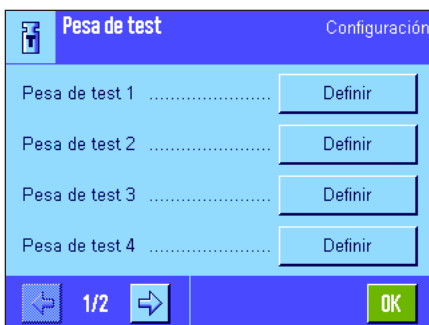 Pesa de test Configuración
Pesa de test 1 ....................... Definir
Pesa de test 2 ....................... Definir
Pesa de test 3 ....................... Definir
Pesa de test 4 ....................... Definir
1/2 OK